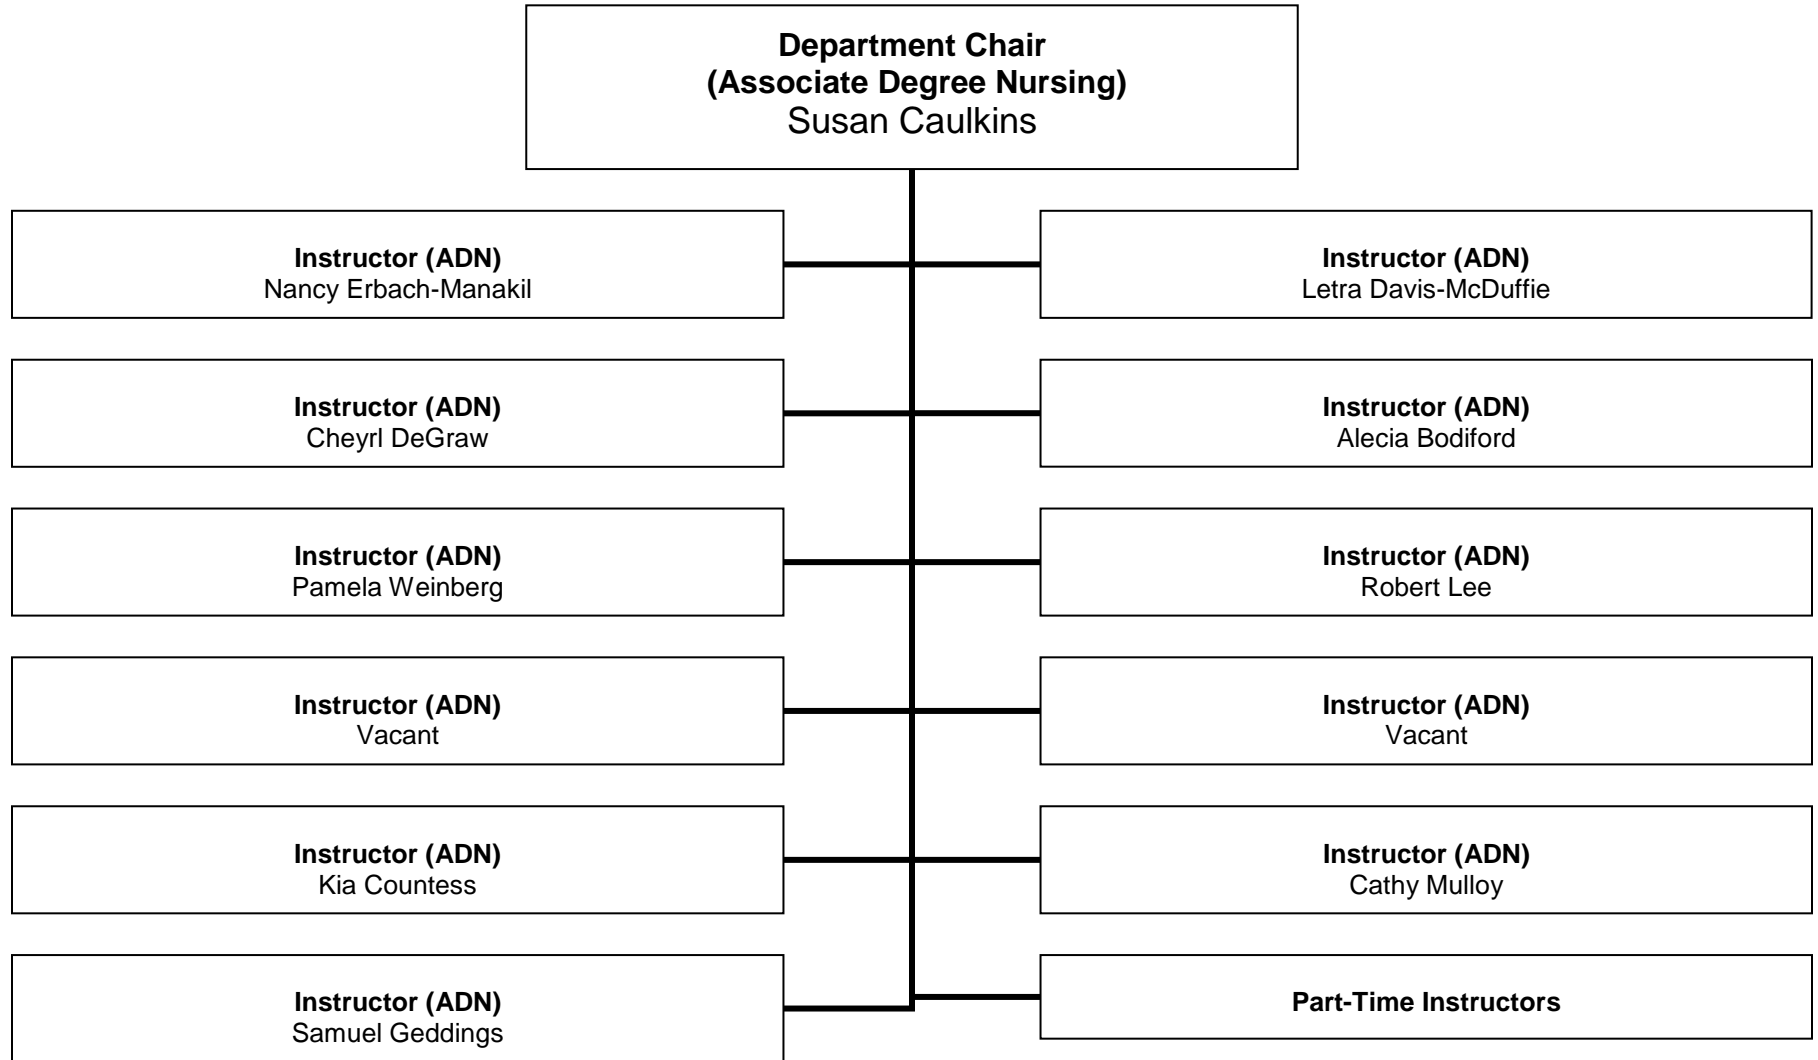 Department Chair
(Associate Degree Nursing)
Susan Caulkins
Instructor (ADN)
Nancy Erbach-Manakil
Instructor (ADN)
Letra Davis-McDuffie
Instructor (ADN)
Cheyrl DeGraw
Instructor (ADN)
Alecia Bodiford
Instructor (ADN)
Pamela Weinberg
Instructor (ADN)
Robert Lee
Instructor (ADN)
Vacant
Instructor (ADN)
Vacant
Instructor (ADN)
Kia Countess
Instructor (ADN)
Cathy Mulloy
Instructor (ADN)
Samuel Geddings
Part-Time Instructors